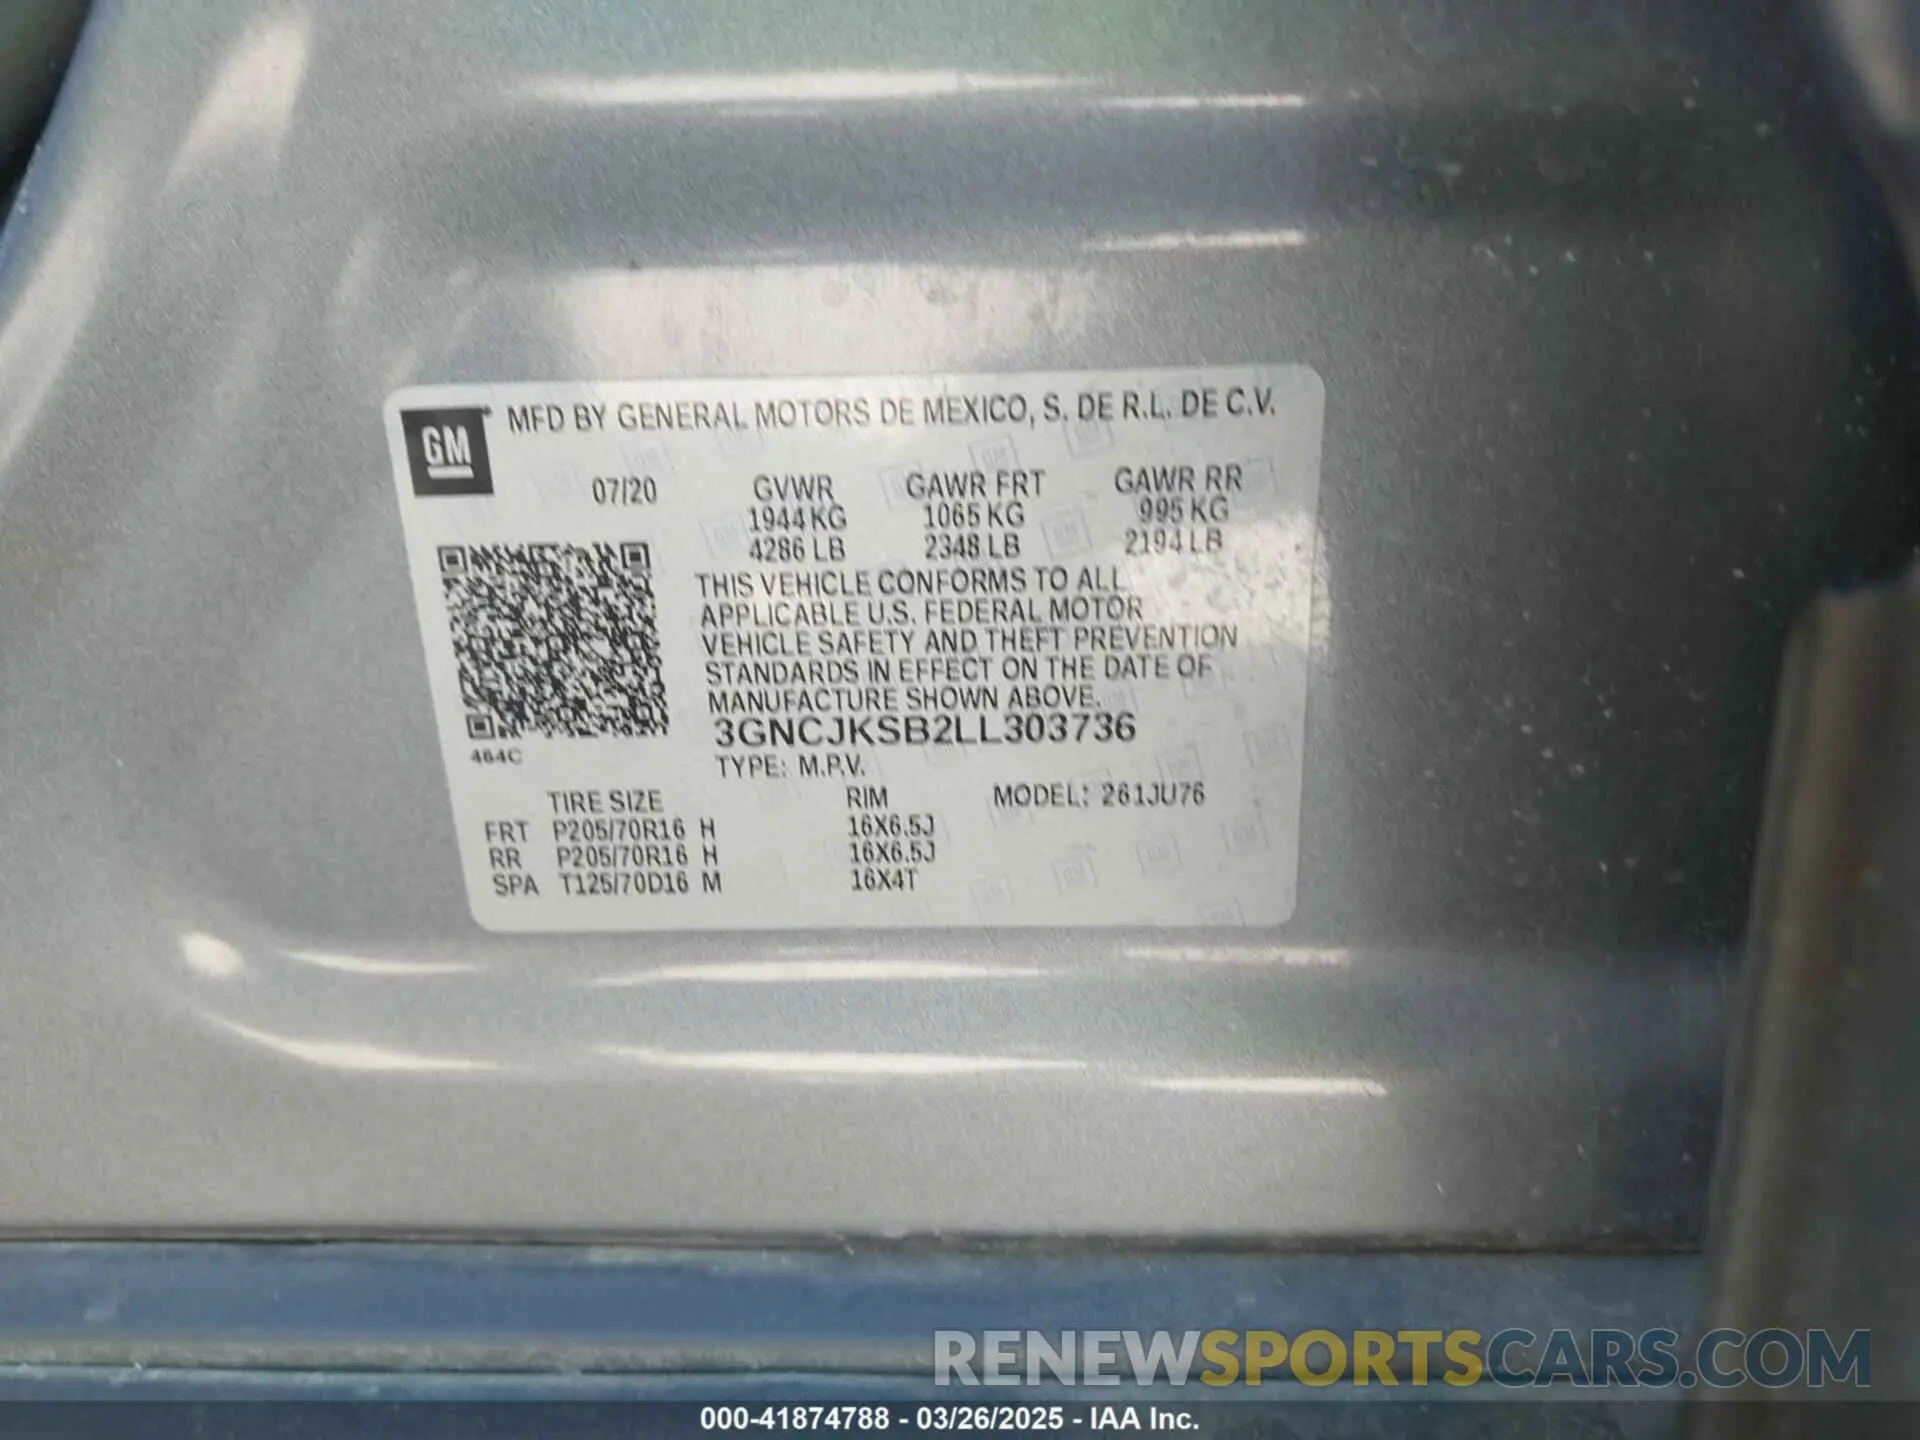 MFD BY GENERAL MOTORS DE MEXICO, S. DE R.L. DE C.V.
GM
07/20 GVWR GAWR FRT GAWR RR
1944 KG 1065 KG 995 KG
4286 LB 2348 LB 2194 LB
THIS VEHICLE CONFORMS TO ALL
APPLICABLE U.S. FEDERAL MOTOR
VEHICLE SAFETY AND THEFT PREVENTION
STANDARDS IN EFFECT ON THE DATE OF
MANUFACTURE SHOWN ABOVE.
3GNCJKSB2LL303736
464C
TYPE: M.P.V.
TIRE SIZE RIM MODEL: 261JU76
FRT P205/70R16 H 16X6.5J
RR P205/70R16 H 16X6.5J
SPA T125/70D16 M 16X4T
RENEWSPORTSCARS.COM
000-41874788 - 03/26/2025 - IAA Inc.